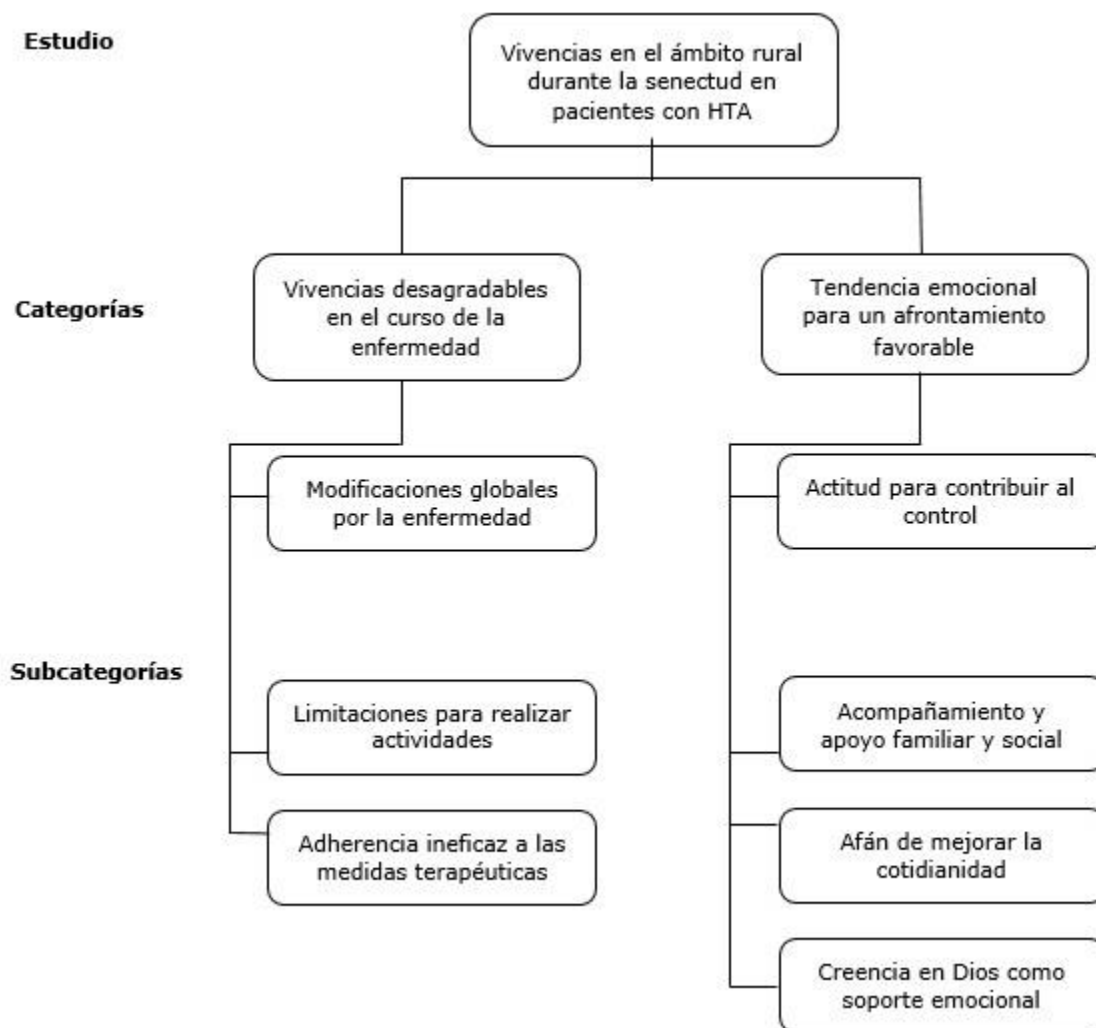 Estudio
Vivencias en el ámbito rural
durante la senectud en
pacientes con HTA
Categorías
Vivencias desagradables
en el curso de la
enfermedad
Tendencia emocional
para un afrontamiento
favorable
Subcategorías
Modificaciones globales
por la enfermedad
Limitaciones para realizar
actividades
Adherencia ineficaz a las
medidas terapéuticas
Actitud para contribuir al
control
Acompañamiento y
apoyo familiar y social
Afán de mejorar la
cotidianidad
Creencia en Dios como
soporte emocional